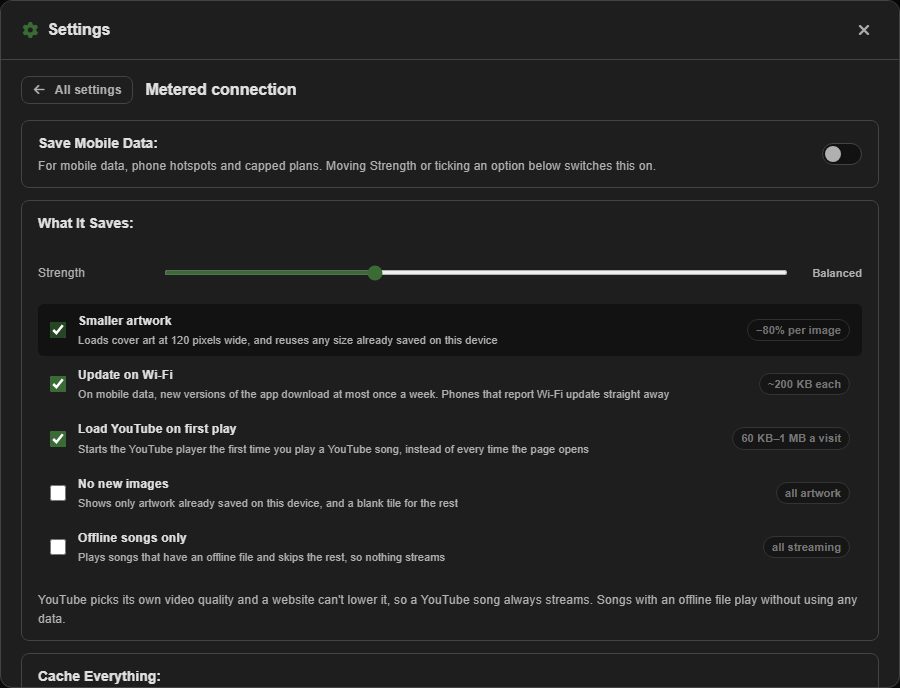 Settings
All settings
Metered connection
Save Mobile Data:
For mobile data, phone hotspots and capped plans. Moving Strength or ticking an option below switches this on.
What It Saves:
Strength
Balanced
Smaller artwork
Loads cover art at 120 pixels wide, and reuses any size already saved on this device
~80% per image
Update on Wi-Fi
On mobile data, new versions of the app download at most once a week. Phones that report Wi-Fi update straight away
~200 KB each
Load YouTube on first play
Starts the YouTube player the first time you play a YouTube song, instead of every time the page opens
60 KB–1 MB a visit
No new images
Shows only artwork already saved on this device, and a blank tile for the rest
all artwork
Offline songs only
Plays songs that have an offline file and skips the rest, so nothing streams
all streaming
YouTube picks its own video quality and a website can't lower it, so a YouTube song always streams. Songs with an offline file play without using any
data.
Cache Everything: